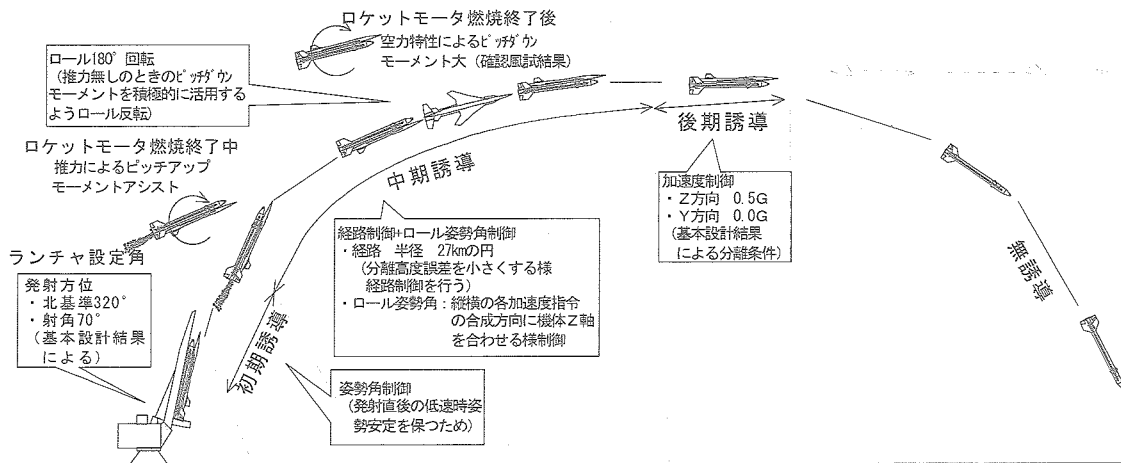 ロケットモータ燃焼終了後
空力特性によるピッチダウン
モーメント大（確認風試結果）
ロール180°回転
（推力無しのときのピッチダウン
モーメントを積極的に活用する
ようロール反転）
ロケットモータ燃焼終了中
推力によるピッチアップ
モーメントアシスト
中期誘導
後期誘導
加速度制御
・Z方向 0.5G
・Y方向 0.0G
（基本設計結果
による分離条件）
無誘導
ランチャ設定角
発射方位
・北基準320°
・射角70°
（基本設計結果
による）
経路制御+ロール姿勢角制御
・経路 半径 27kmの円
（分離高度誤差を小さくする様
経路制御を行う）
・ロール姿勢角：縦横の各加速度指令
の合成方向に機体Z軸
を合わせる様制御
初期誘導
姿勢角制御
（発射直後の低速時姿
勢安定を保つため）